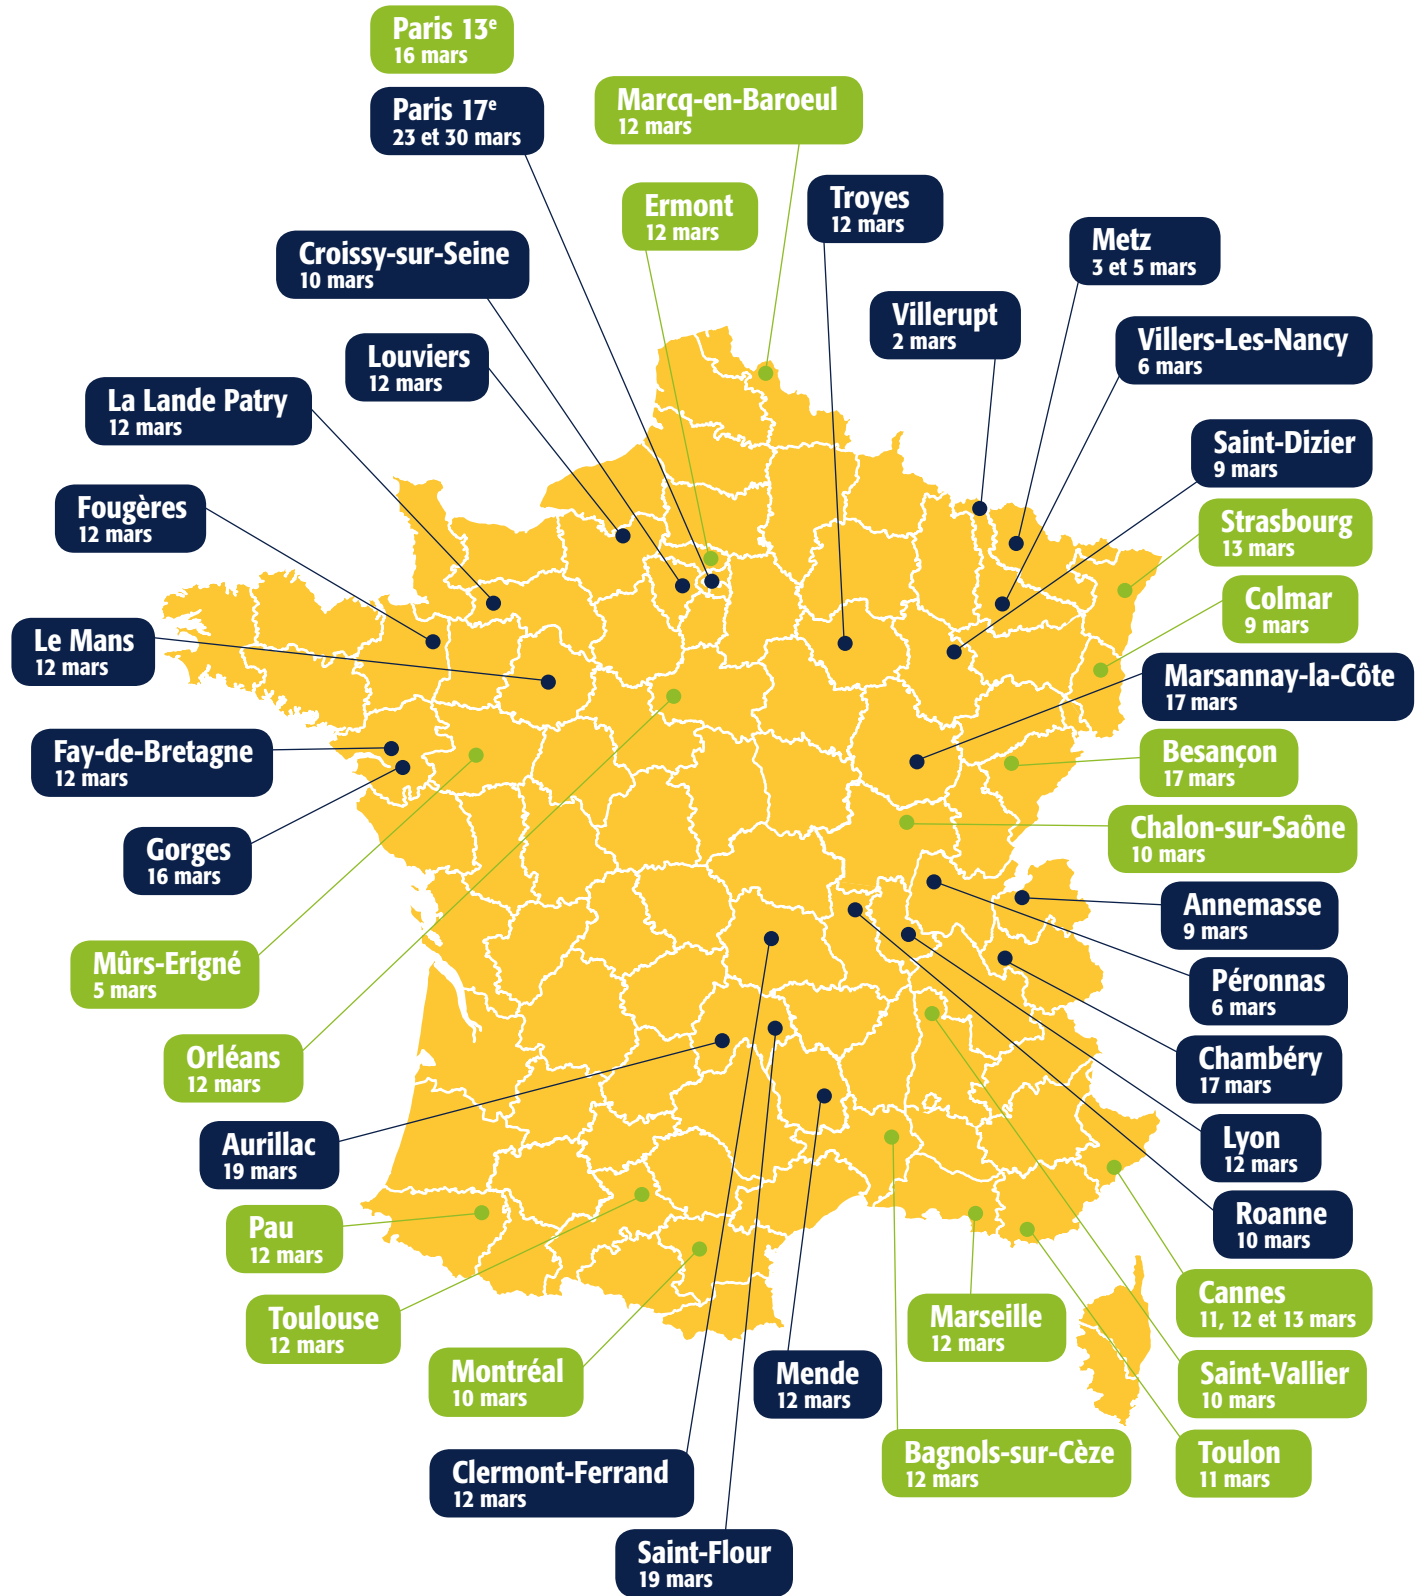 Paris 13e
16 mars
Paris 17e
23 et 30 mars
Marcq-en-Baroeul
12 mars
Ermont
12 mars
Troyes
12 mars
Croissy-sur-Seine
10 mars
Metz
3 et 5 mars
Villerupt
2 mars
Louviers
12 mars
Villers-Les-Nancy
6 mars
La Lande Patry
12 mars
Saint-Dizier
9 mars
Fougères
12 mars
Strasbourg
13 mars
Colmar
9 mars
Le Mans
12 mars
Marsannay-la-Côte
17 mars
Fay-de-Bretagne
12 mars
Besançon
17 mars
Chalon-sur-Saône
10 mars
Gorges
16 mars
Annemasse
9 mars
Mûrs-Erigné
5 mars
Péronnas
6 mars
Orléans
12 mars
Chambéry
17 mars
Aurillac
19 mars
Lyon
12 mars
Pau
12 mars
Roanne
10 mars
Toulouse
12 mars
Cannes
11, 12 et 13 mars
Marseille
12 mars
Montréal
10 mars
Mende
12 mars
Saint-Vallier
10 mars
Clermont-Ferrand
12 mars
Bagnols-sur-Cèze
12 mars
Toulon
11 mars
Saint-Flour
19 mars